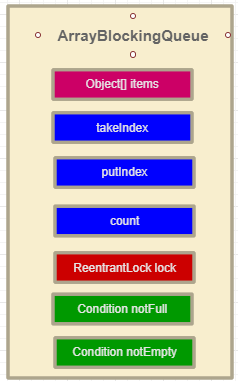 ArrayBlockingQueue
Object[] items
takeIndex
putIndex
count
ReentrantLock lock
Condition notFull
Condition notEmpty